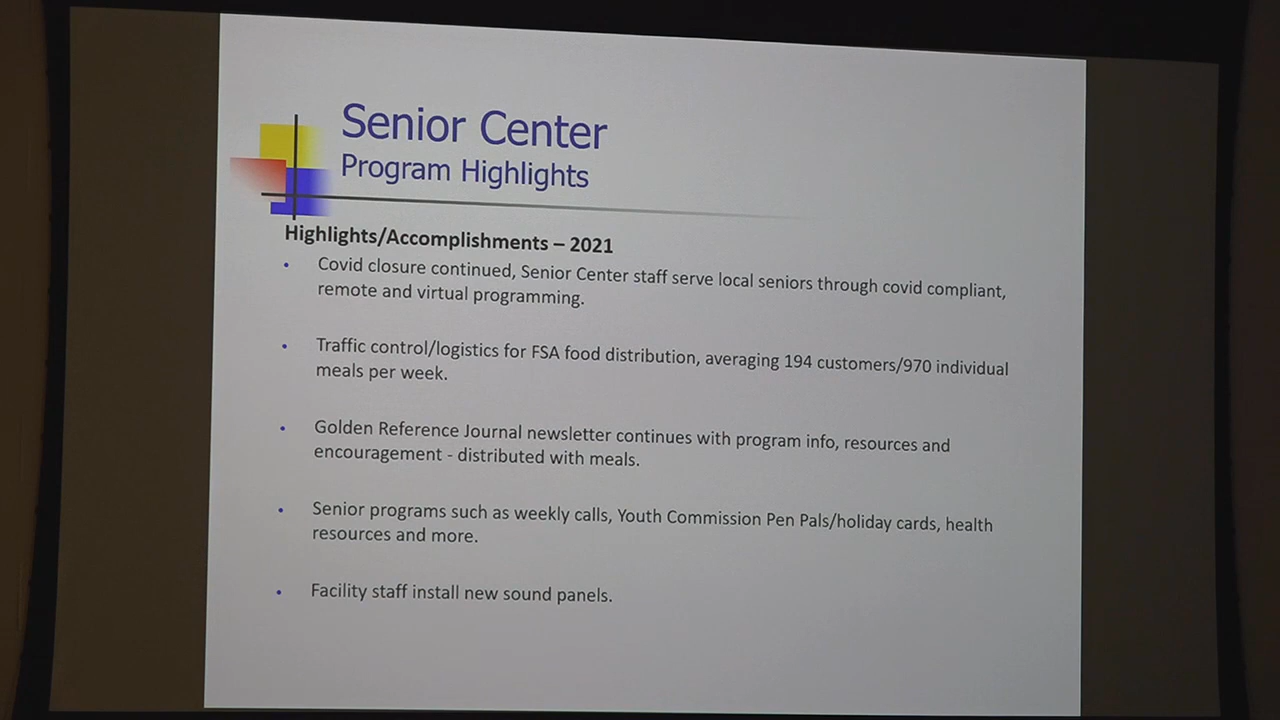 Senior Center
Program Highlights
Highlights/Accomplishments – 2021
• Covid closure continued, Senior Center staff serve local seniors through covid compliant,
remote and virtual programming.
• Traffic control/logistics for FSA food distribution, averaging 194 customers/970 individual
meals per week.
• Golden Reference Journal newsletter continues with program info, resources and
encouragement - distributed with meals.
• Senior programs such as weekly calls, Youth Commission Pen Pals/holiday cards, health
resources and more.
• Facility staff install new sound panels.